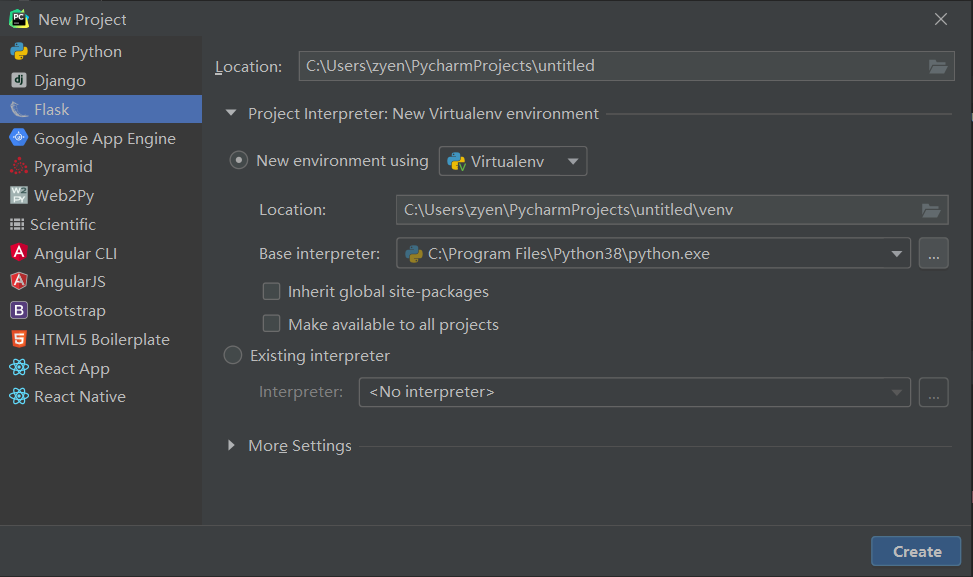 New Project
Pure Python
Django
Flask
Google App Engine
Pyramid
Web2Py
Scientific
Angular CLI
AngularJS
Bootstrap
HTML5 Boilerplate
React App
React Native
Location: C:\Users\zyen\PycharmProjects\untitled
Project Interpreter: New Virtualenv environment
New environment using Virtualenv
Location: C:\Users\zyen\PycharmProjects\untitled\venv
Base interpreter: C:\Program Files\Python38\python.exe ...
Inherit global site-packages
Make available to all projects
Existing interpreter
Interpreter: <No interpreter> ...
More Settings
Create